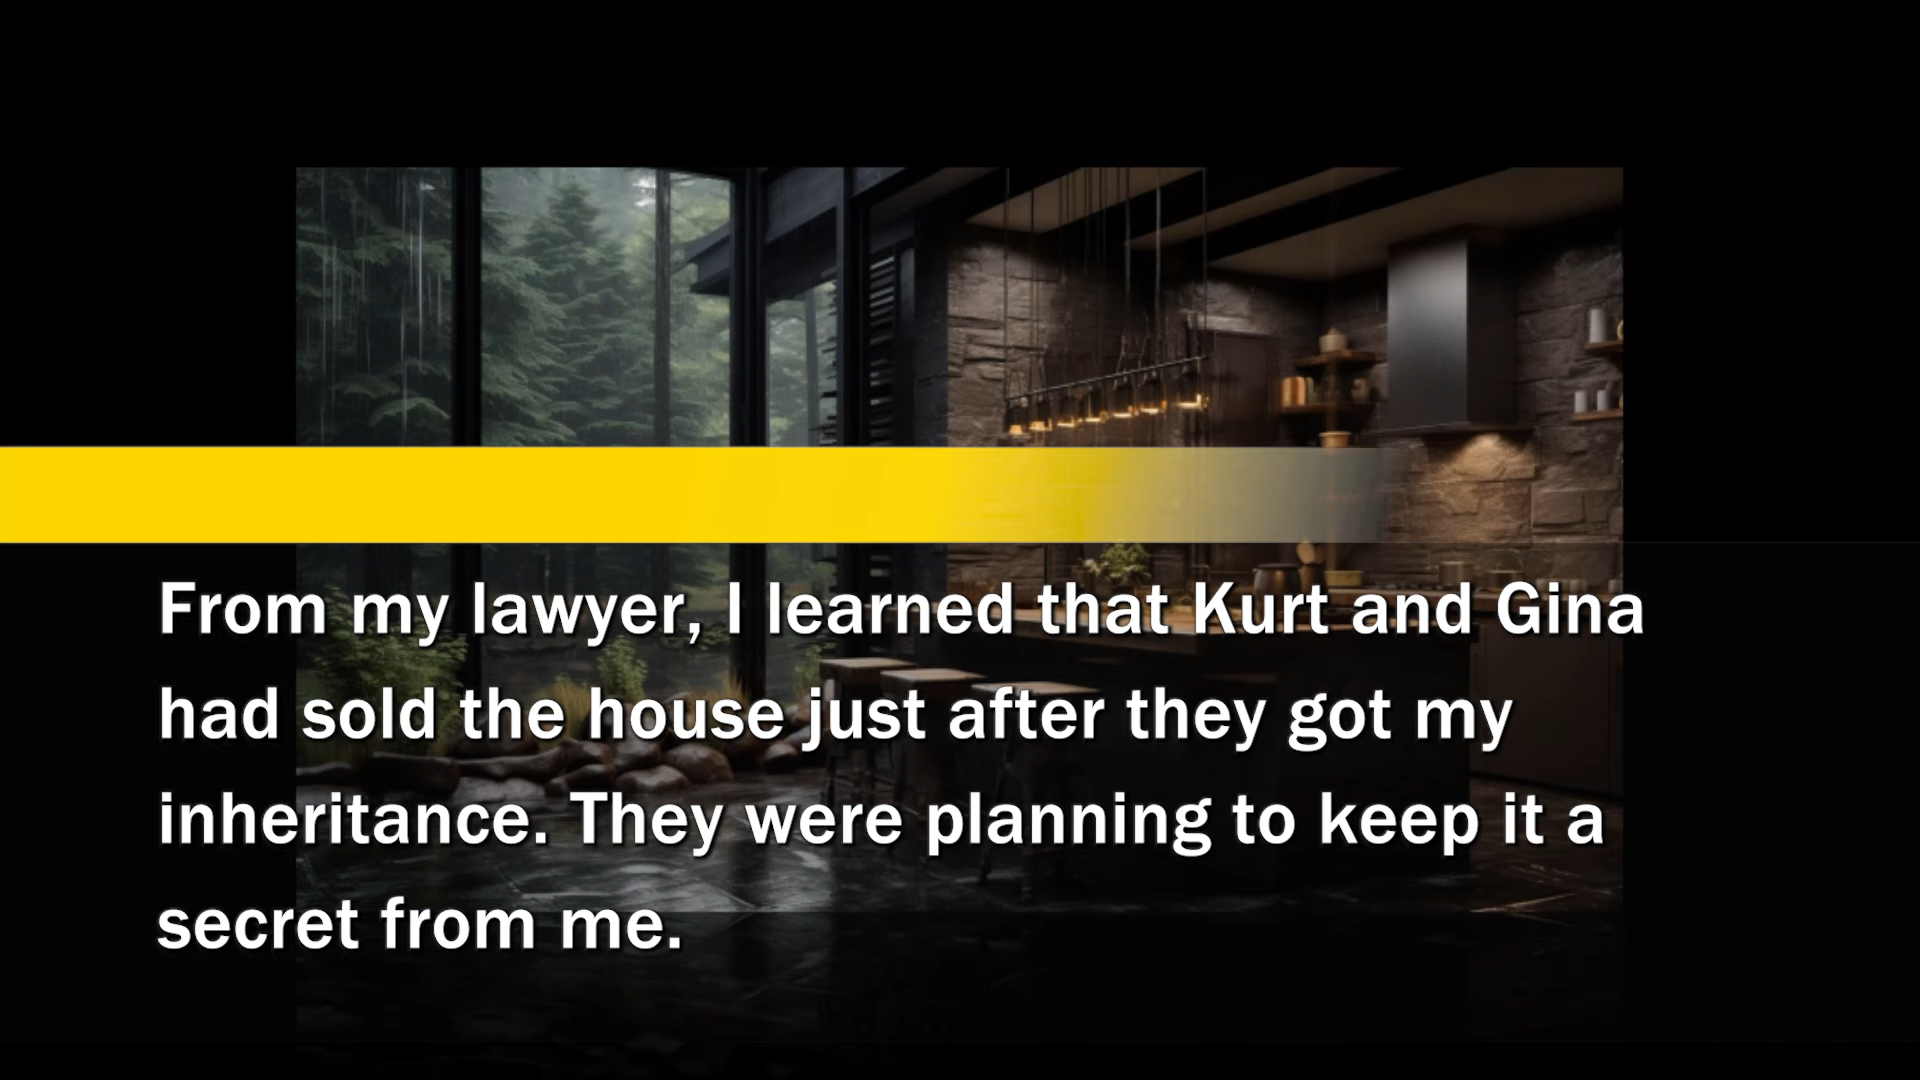 From my lawyer, I learned that Kurt and Gina
had sold the house just after they got my
inheritance. They were planning to keep it a
secret from me.